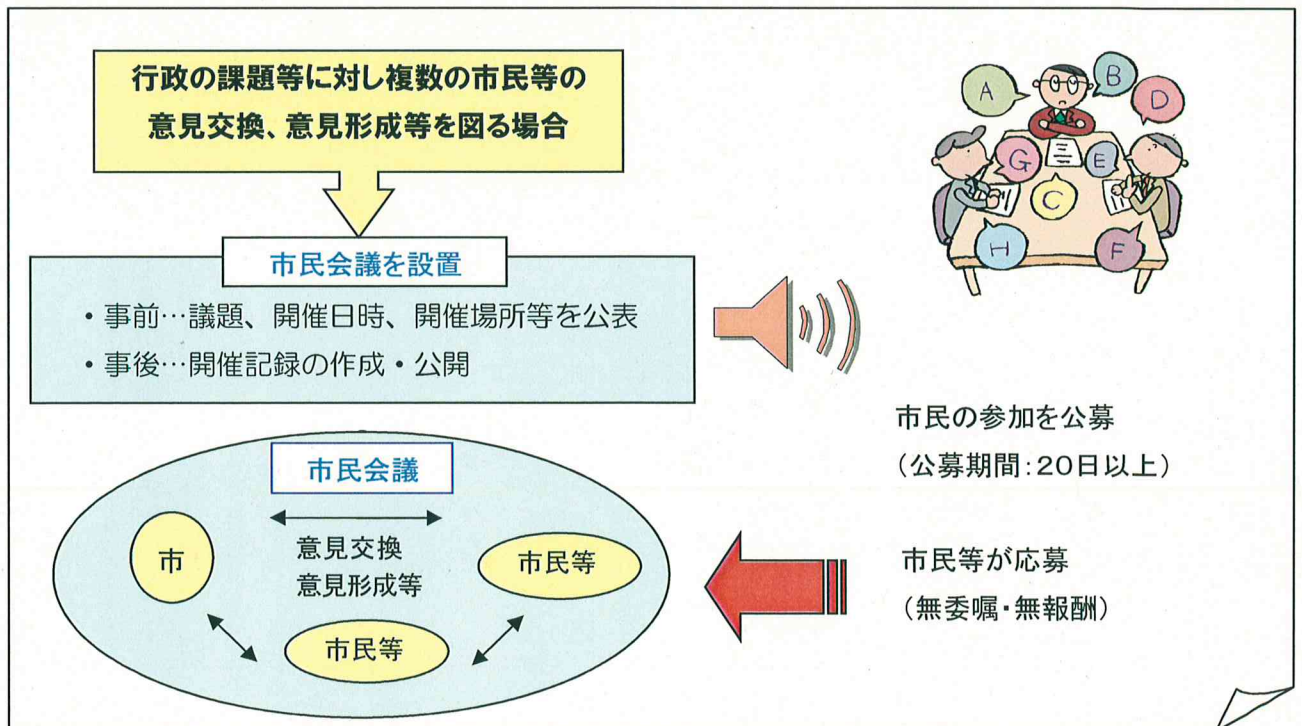 行政の課題等に対し複数の市民等の
意見交換、意見形成等を図る場合
市民会議を設置
・事前…議題、開催日時、開催場所等を公表
・事後…開催記録の作成・公開
A
B
D
G
E
C
H
F
市民の参加を公募
（公募期間：20日以上）
市民会議
市
意見交換
意見形成等
市民等
市民等
市民等が応募
（無委嘱・無報酬）